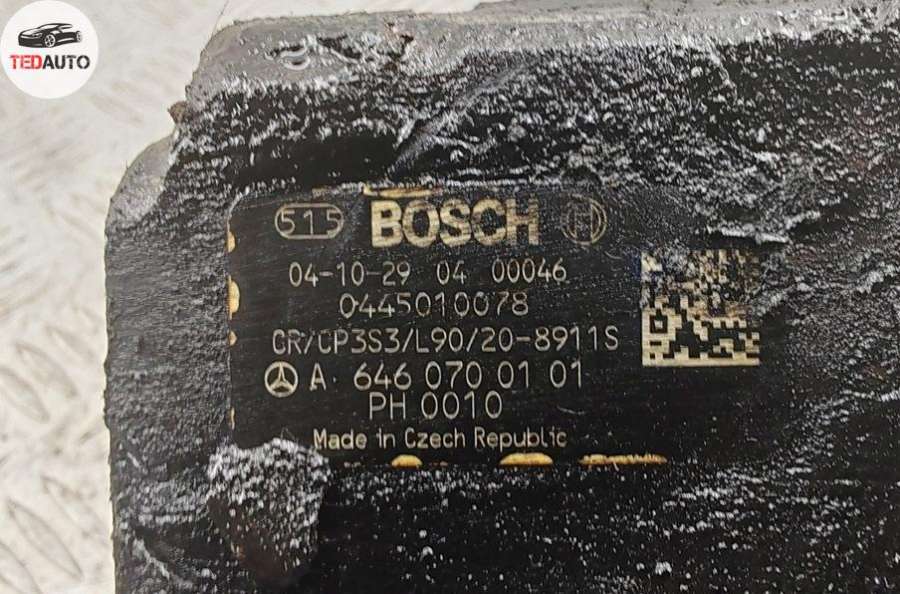 TEDAUTO
515 BOSCH
04-10-29 04 00046
0445010078
CR/CP3S3/L90/20-8911S
A 646 070 01 01
PH 0010
Made in Czech Republic